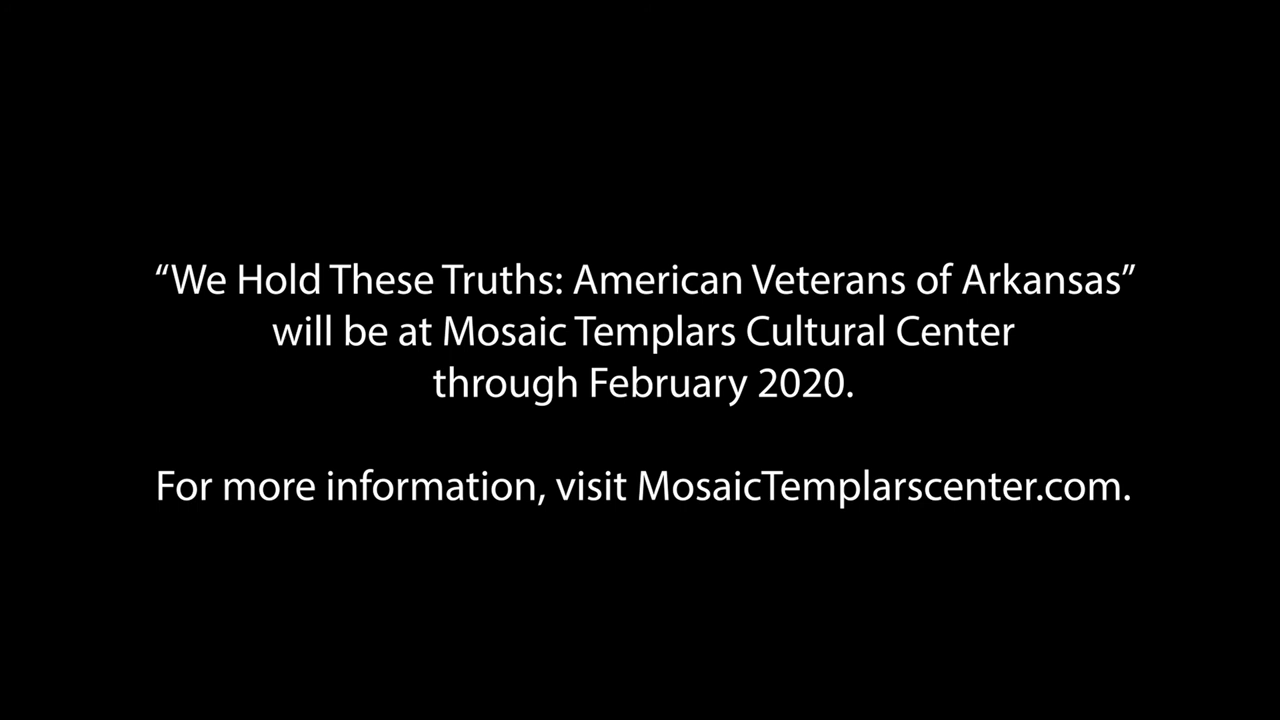 “We Hold These Truths: American Veterans of Arkansas”
will be at Mosaic Templars Cultural Center
through February 2020.
For more information, visit MosaicTemplarscenter.com.